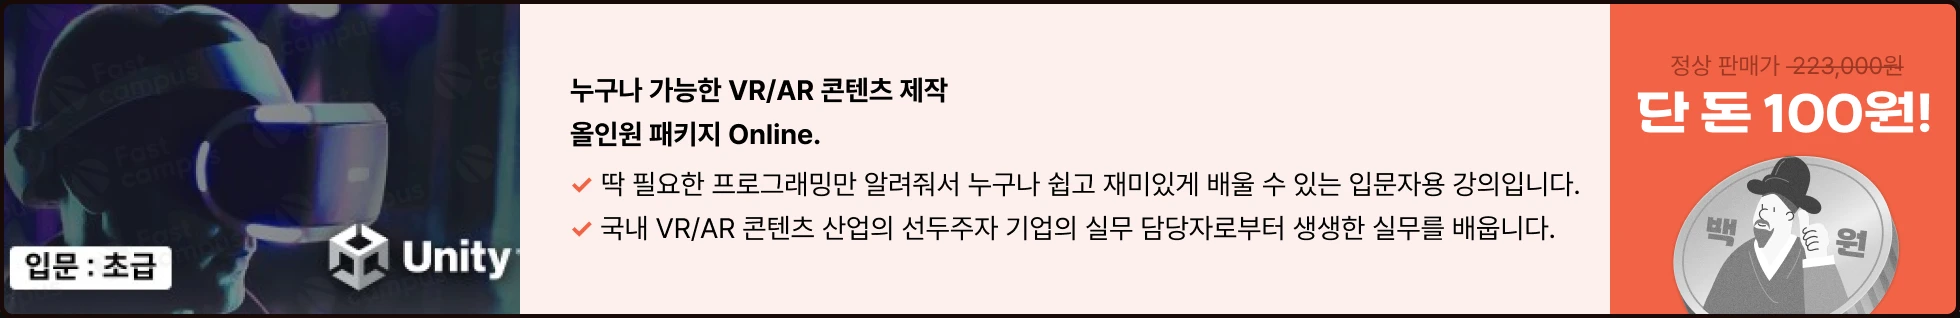 Fast
campus
Fast
campus
입문 : 초급
Unity
누구나 가능한 VR/AR 콘텐츠 제작
올인원 패키지 Online.
딱 필요한 프로그래밍만 알려줘서 누구나 쉽고 재미있게 배울 수 있는 입문자용 강의입니다.
국내 VR/AR 콘텐츠 산업의 선두주자 기업의 실무 담당자로부터 생생한 실무를 배웁니다.
정상 판매가 223,000원
단 돈 100원!
백 원